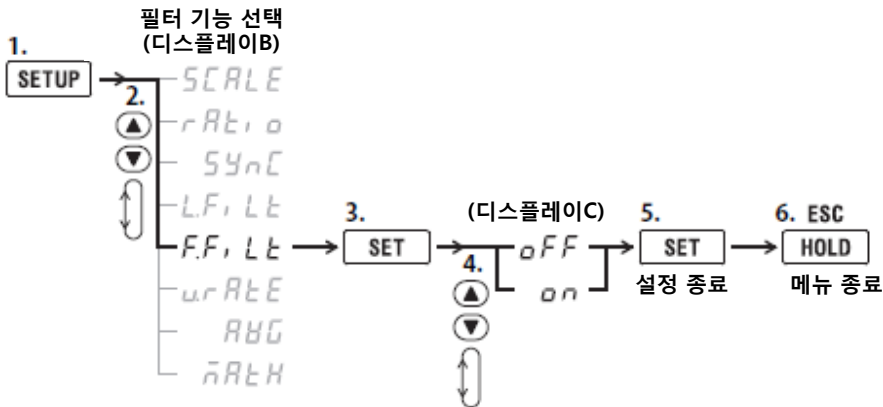 필터 기능 선택
(디스플레이B)
1.
SETUP
2.
SCALE
rAtio
SYnC
L.FiLt
F.FiLt
u.rAtE
AVG
MAtH
3.
SET
(디스플레이C)
4.
oFF
on
5.
SET
설정 종료
6. ESC
HOLD
메뉴 종료